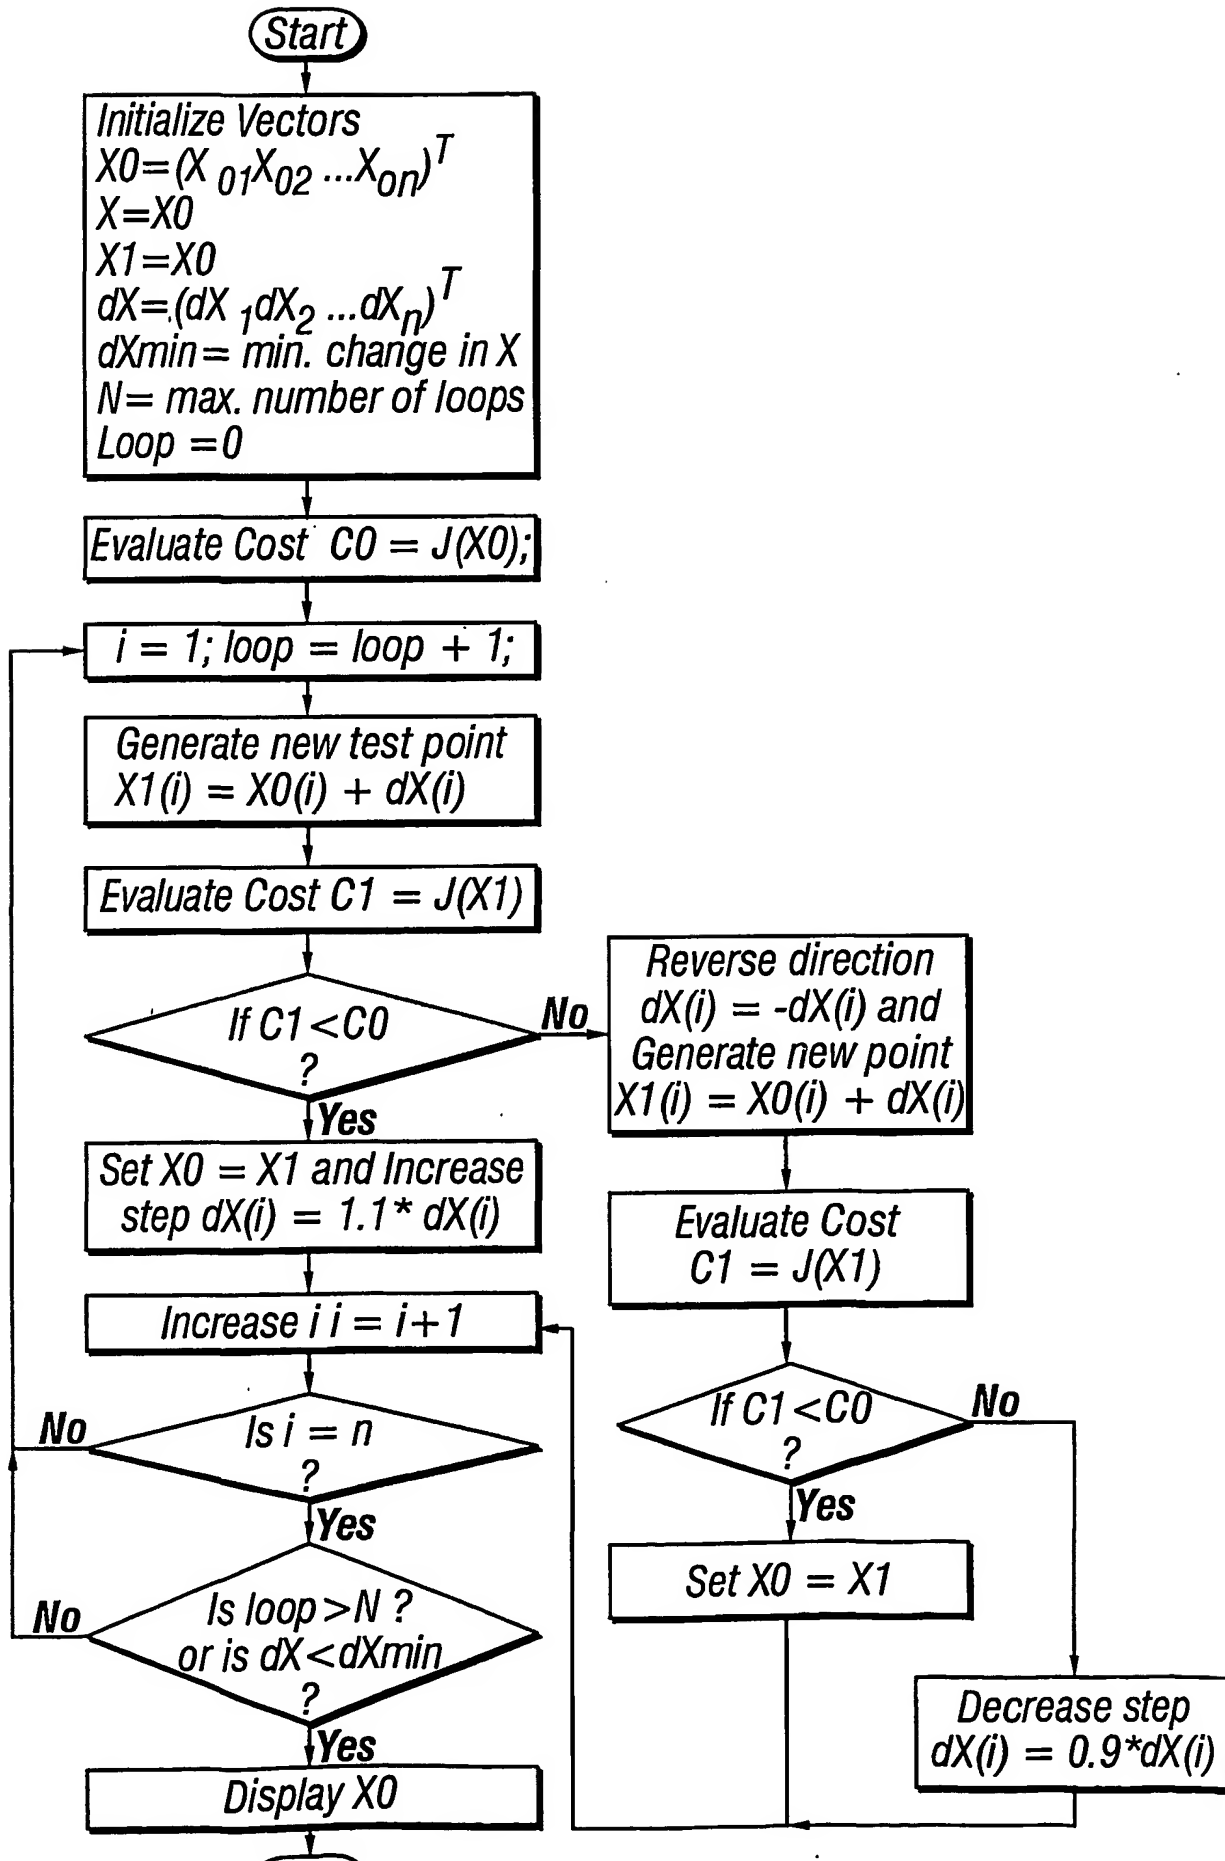 Start
Initialize Vectors
X0=(X 01X02 ...Xon)T
X=X0
X1=X0
dX=(dX 1dX2 ...dXn)T
dXmin= min. change in X
N= max. number of loops
Loop =0
Evaluate Cost C0 = J(X0);
i = 1; loop = loop + 1;
Generate new test point
X1(i) = X0(i) + dX(i)
Evaluate Cost C1 = J(X1)
If C1<C0
?
No
Yes
Reverse direction
dX(i) = -dX(i) and
Generate new point
X1(i) = X0(i) + dX(i)
Set X0 = X1 and Increase
step dX(i) = 1.1* dX(i)
Evaluate Cost
C1 = J(X1)
Increase i i = i+1
If C1<C0
?
No
Yes
Is i = n
?
No
Yes
Set X0 = X1
Is loop>N ?
or is dX<dXmin
?
No
Yes
Decrease step
dX(i) = 0.9*dX(i)
Display X0